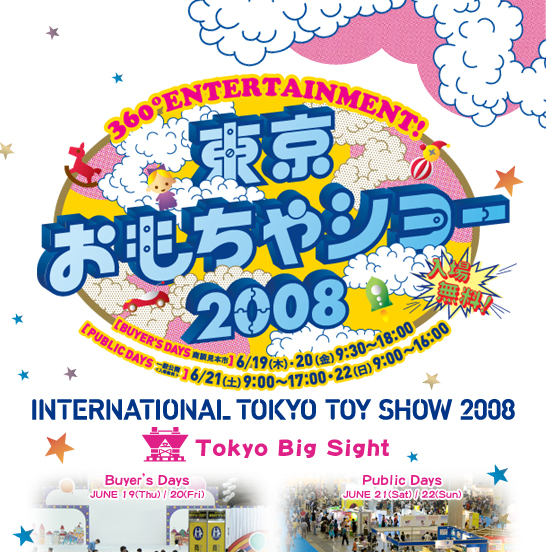 360°ENTERTAINMENT!
東京
おもちゃショー
2008
入場
無料!
[BUYER'S DAYS 商談見本市] 6/19(木)・20(金) 9:30〜18:00
[PUBLIC DAYS 一般公開] 6/21(土) 9:00〜17:00・22(日) 9:00〜16:00
INTERNATIONAL TOKYO TOY SHOW 2008
Tokyo Big Sight
Buyer's Days
JUNE 19(Thu) / 20(Fri)
Public Days
JUNE 21(Sat) / 22(Sun)